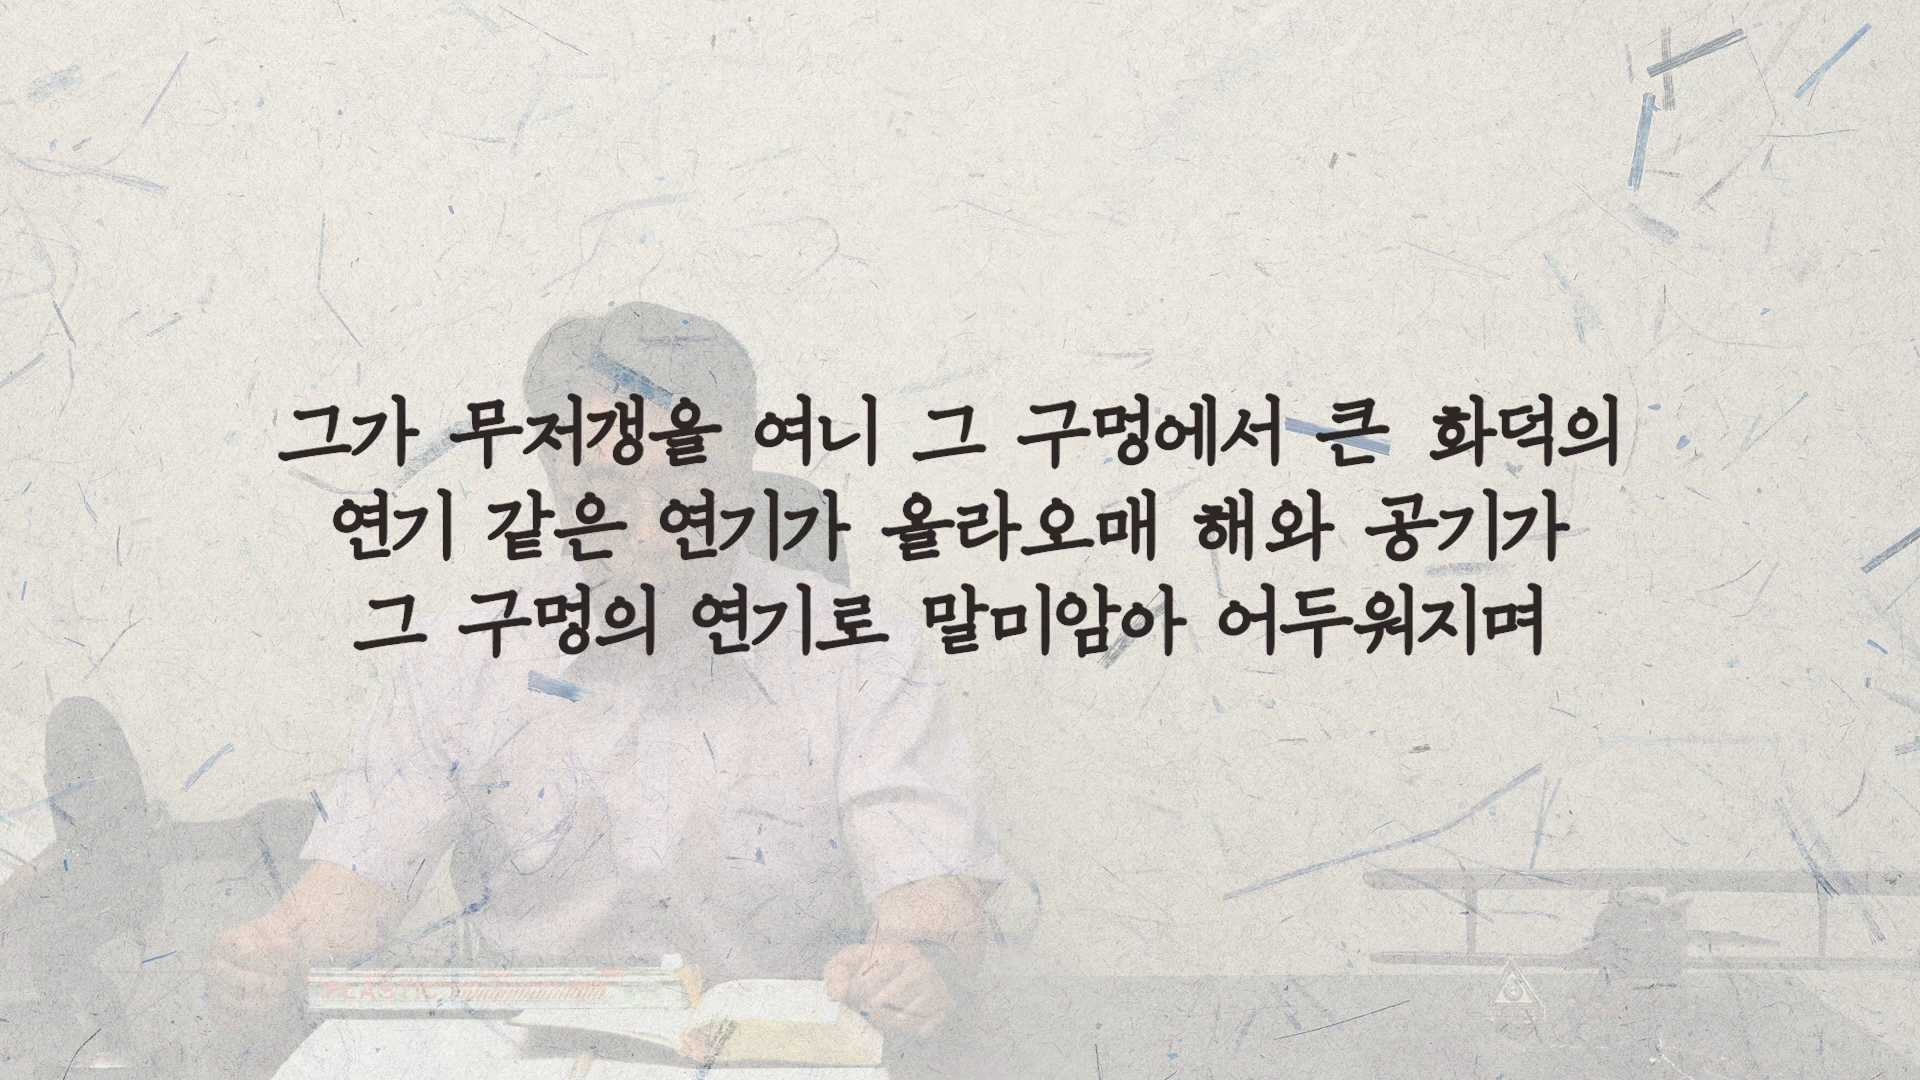 그가 무저갱을 여니 그 구멍에서 큰 화덕의
연기 같은 연기가 올라오매 해와 공기가
그 구멍의 연기로 말미암아 어두워지며
PLASTIC